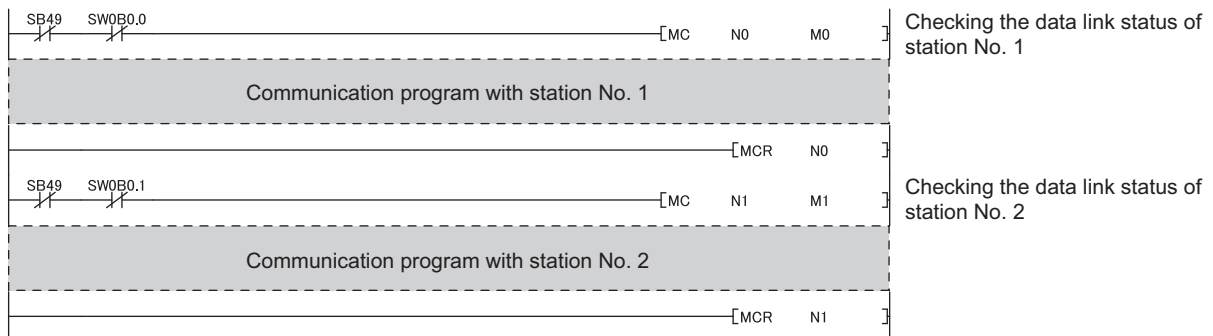 SB49 SW0B0.0
[MC N0 M0 ]
Checking the data link status of
station No. 1
Communication program with station No. 1
[MCR N0 ]
SB49 SW0B0.1
[MC N1 M1 ]
Checking the data link status of
station No. 2
Communication program with station No. 2
[MCR N1 ]